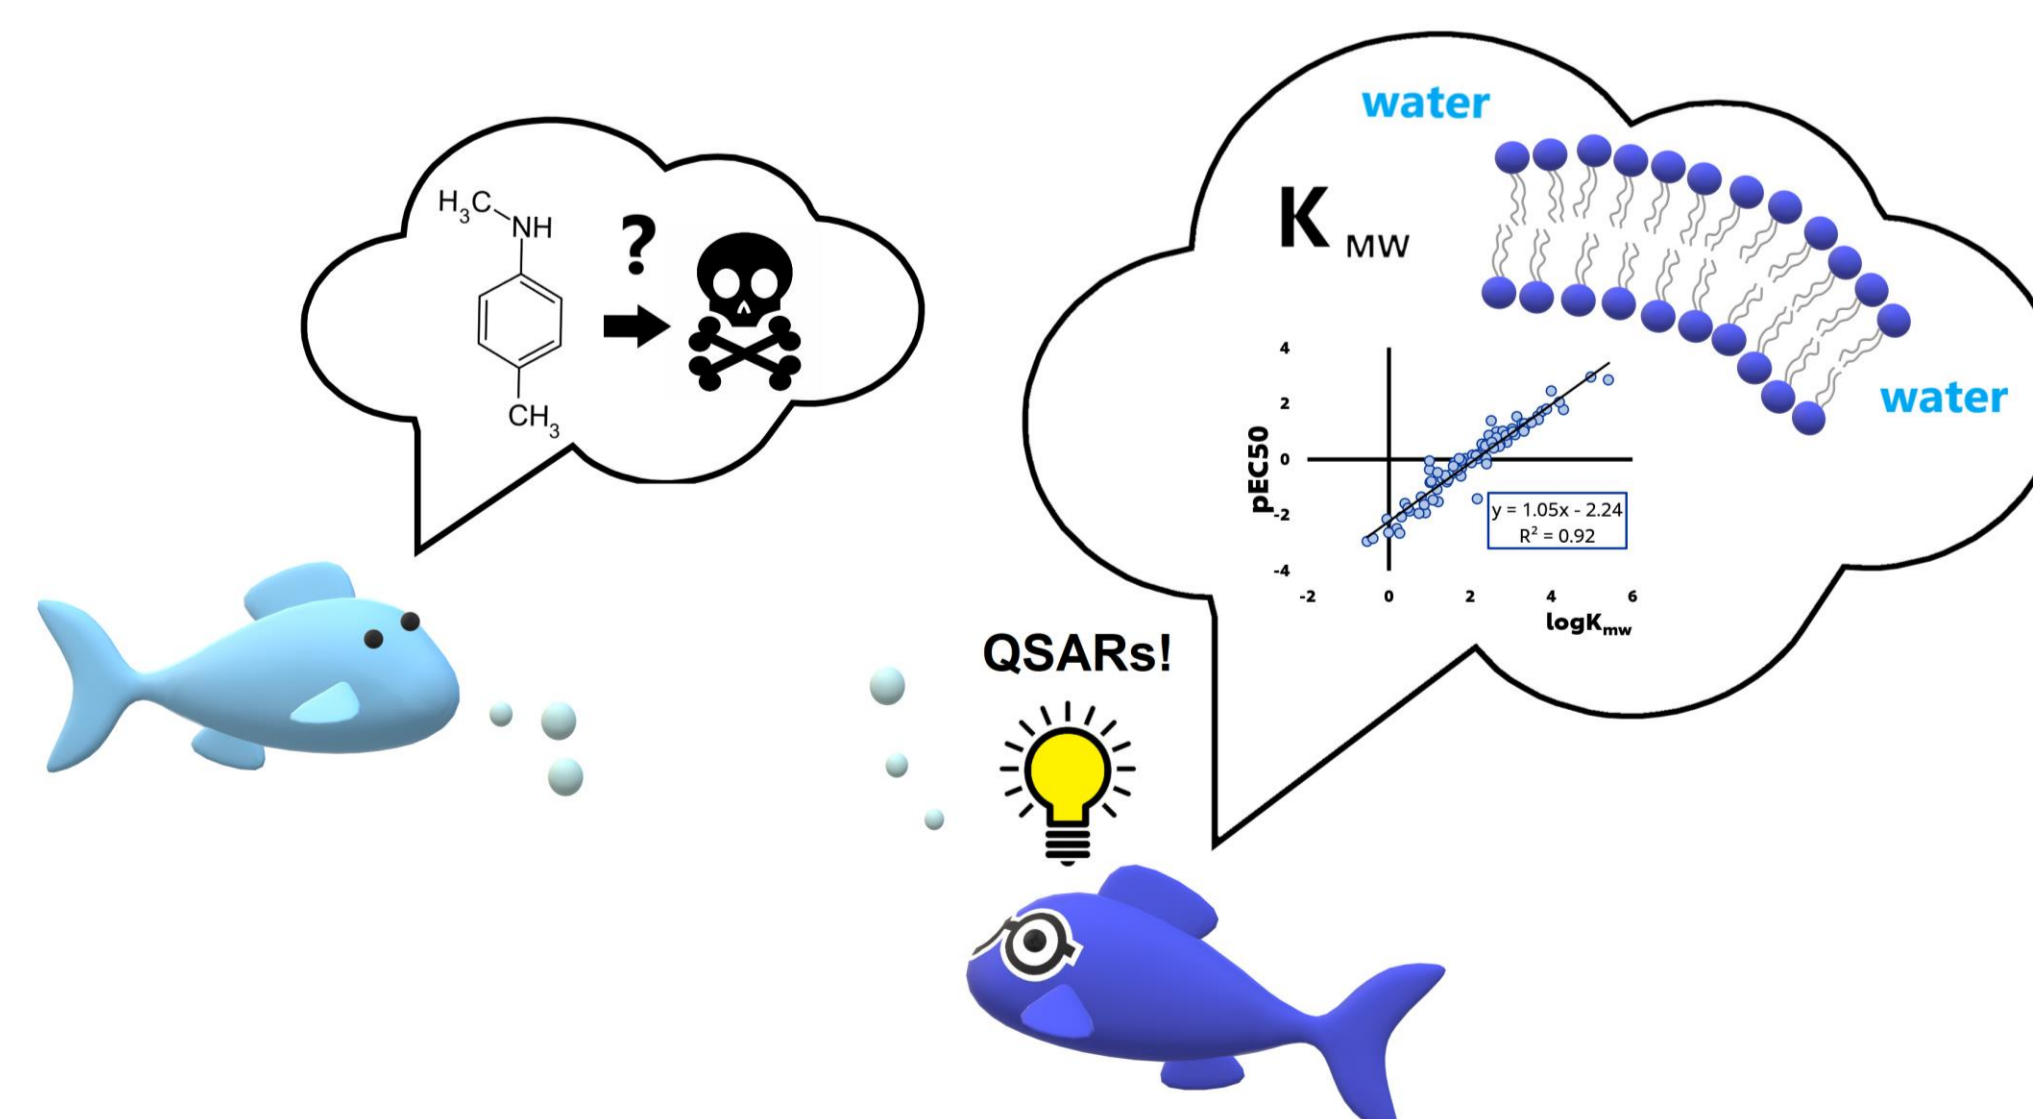 H3C
NH
?
CH3
water
K MW
water
4
2
0
-2
-4
pEC50
y = 1.05x - 2.24
R² = 0.92
-2 0 2 4 6
logKmw
QSARs!